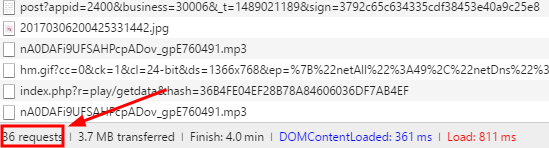 post?appid=2400&business=30006&_t=1489021189&sign=3792c65c634335cdf38453e40a9c25e8
20170306200425331442.jpg
nA0DAFi9UFSAHPcpADov_gpE760491.mp3
hm.gif?cc=0&ck=1&cl=24-bit&ds=1366x768&ep=%7B%22netAll%22%3A49%2C%22netDns%22%3
index.php?r=play/getdata&hash=36B4FE04EF28B78A84606036DF7AB4EF
nA0DAFi9UFSAHPcpADov_gpE760491.mp3
36 requests | 3.7 MB transferred | Finish: 4.0 min | DOMContentLoaded: 361 ms | Load: 811 ms